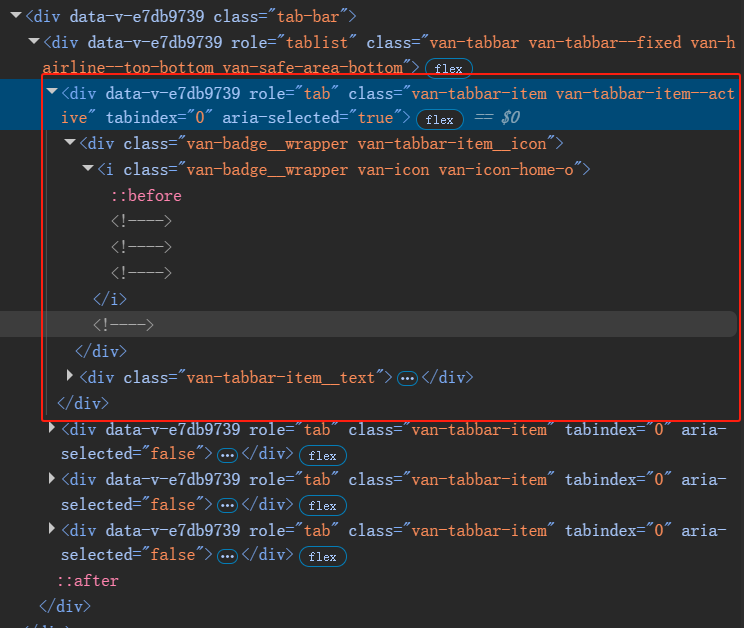 <div data-v-e7db9739 class="tab-bar">
<div data-v-e7db9739 role="tablist" class="van-tabbar van-tabbar--fixed van-h
airline--top-bottom van-safe-area-bottom"> flex
<div data-v-e7db9739 role="tab" class="van-tabbar-item van-tabbar-item--act
ive" tabindex="0" aria-selected="true"> flex == $0
<div class="van-badge__wrapper van-tabbar-item__icon">
<i class="van-badge__wrapper van-icon van-icon-home-o">
::before
<!---->
<!---->
<!---->
</i>
<!---->
</div>
<div class="van-tabbar-item__text"> ••• </div>
</div>
<div data-v-e7db9739 role="tab" class="van-tabbar-item" tabindex="0" aria-
selected="false"> ••• </div> flex
<div data-v-e7db9739 role="tab" class="van-tabbar-item" tabindex="0" aria-
selected="false"> ••• </div> flex
<div data-v-e7db9739 role="tab" class="van-tabbar-item" tabindex="0" aria-
selected="false"> ••• </div> flex
::after
</div>